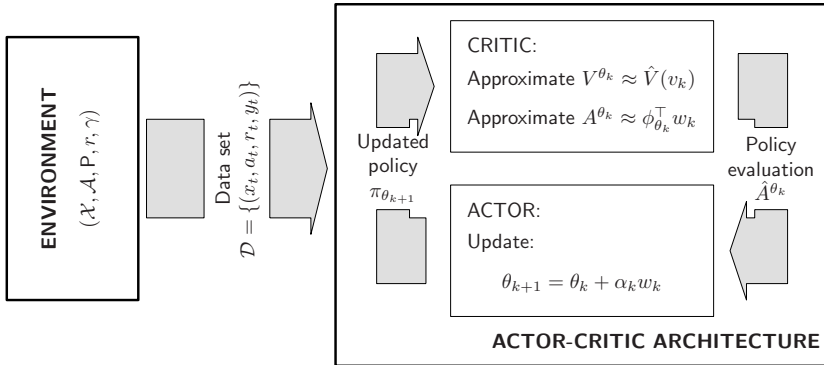 ENVIRONMENT
(𝒳, 𝒜, P, r, γ)
Data set
𝒟 = {(x_t, a_t, r_t, y_t)}
CRITIC:
Approximate V^{θ_k} ≈ V̂(v_k)
Approximate A^{θ_k} ≈ ϕ_{θ_k}^⊤ w_k
Updated
policy
π_{θ_{k+1}}
Policy
evaluation
Â^{θ_k}
ACTOR:
Update:
θ_{k+1} = θ_k + α_k w_k
ACTOR-CRITIC ARCHITECTURE